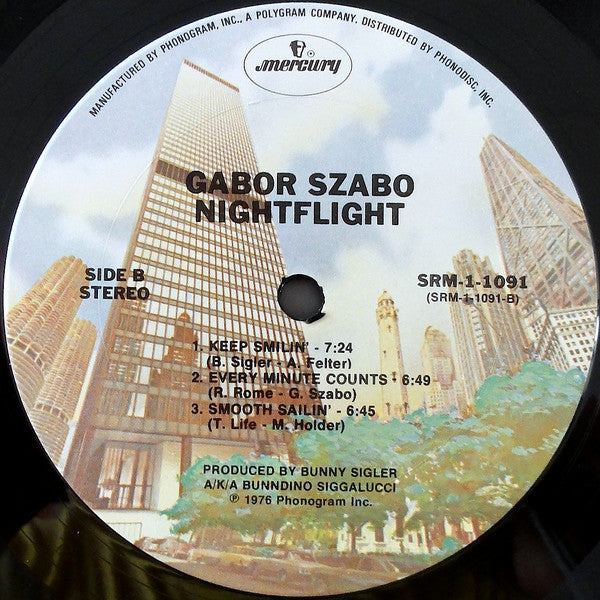 MANUFACTURED BY PHONOGRAM, INC., A POLYGRAM COMPANY. DISTRIBUTED BY PHONODISC, INC.
mercury
GABOR SZABO
NIGHTFLIGHT
SIDE B
STEREO
SRM-1-1091
(SRM-1-1091-B)
1. KEEP SMILIN' - 7:24
(B. Sigler - A. Felter)
2. EVERY MINUTE COUNTS - 6:49
(R. Rome - G. Szabo)
3. SMOOTH SAILIN' - 6:45
(T. Life - M. Holder)
PRODUCED BY BUNNY SIGLER
A/K/A BUNNDINO SIGGALUCCI
℗ 1976 Phonogram Inc.